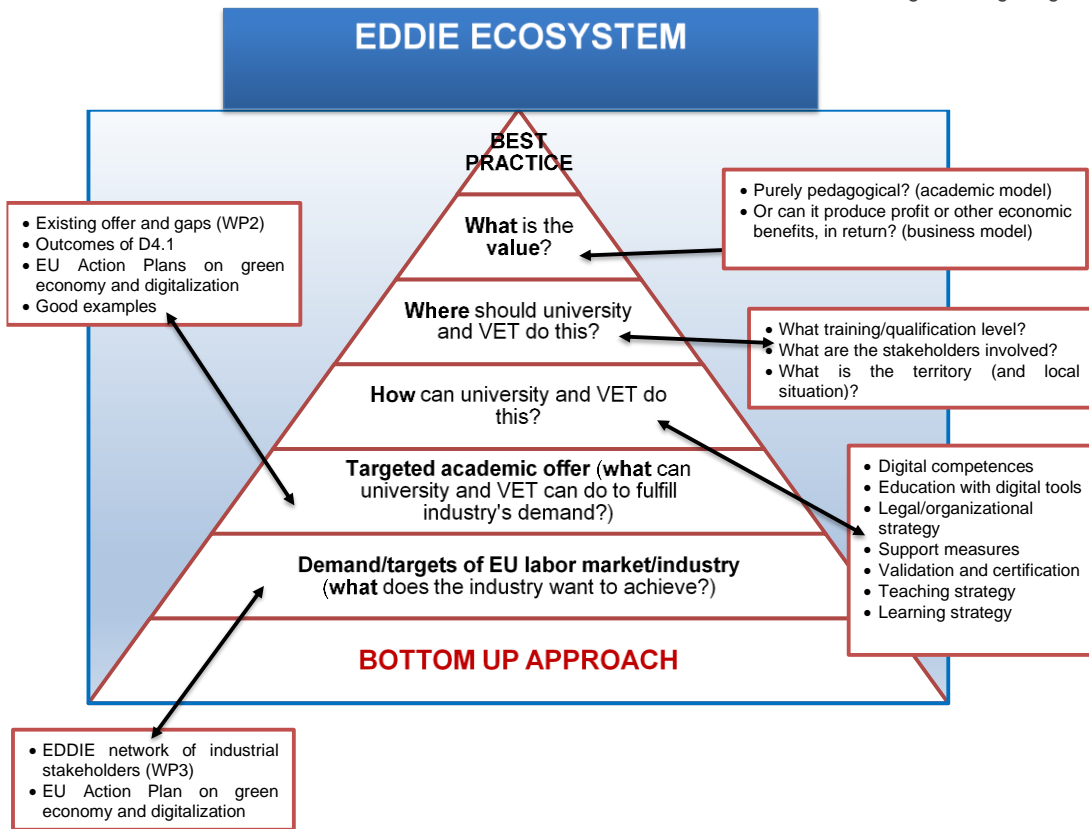 EDDIE ECOSYSTEM
BEST
PRACTICE
What is the
value?
Where should university
and VET do this?
How can university and VET do
this?
Targeted academic offer (what can
university and VET can do to fulfill
industry's demand?)
Demand/targets of EU labor market/industry
(what does the industry want to achieve?)
BOTTOM UP APPROACH
• Existing offer and gaps (WP2)
• Outcomes of D4.1
• EU Action Plans on green
economy and digitalization
• Good examples
• Purely pedagogical? (academic model)
• Or can it produce profit or other economic
benefits, in return? (business model)
• What training/qualification level?
• What are the stakeholders involved?
• What is the territory (and local
situation)?
• Digital competences
• Education with digital tools
• Legal/organizational
strategy
• Support measures
• Validation and certification
• Teaching strategy
• Learning strategy
• EDDIE network of industrial
stakeholders (WP3)
• EU Action Plan on green
economy and digitalization